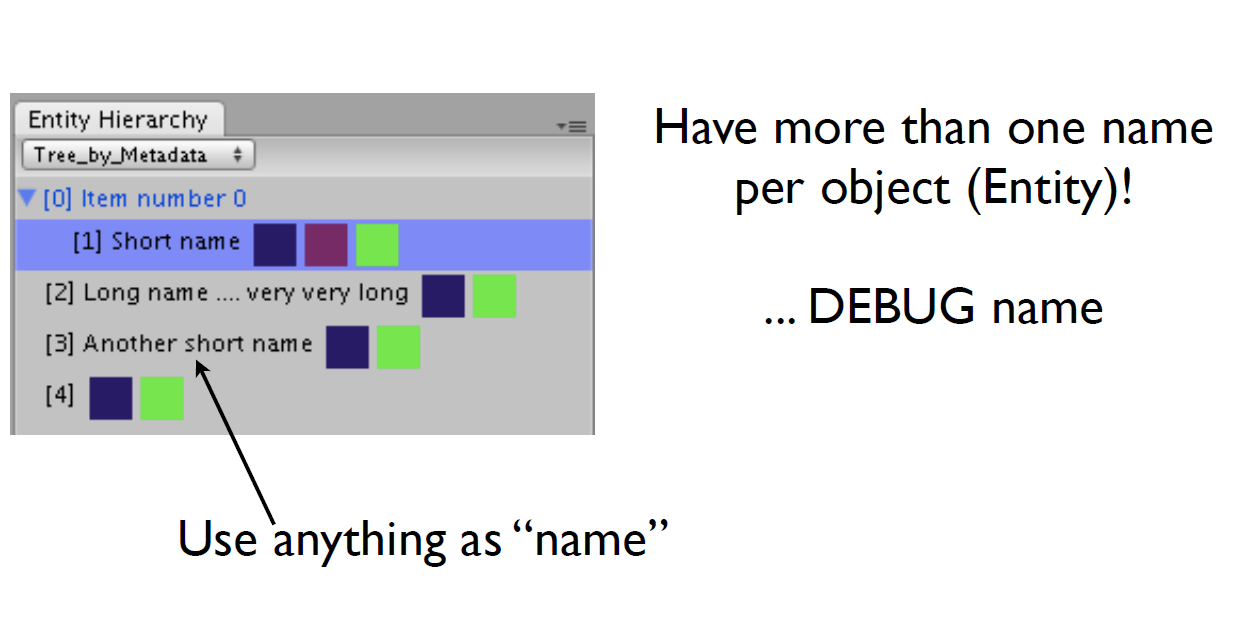 Entity Hierarchy
Tree_by_Metadata
[0] Item number 0
[1] Short name
[2] Long name .... very very long
[3] Another short name
[4]
Have more than one name
per object (Entity)!
... DEBUG name
Use anything as “name”